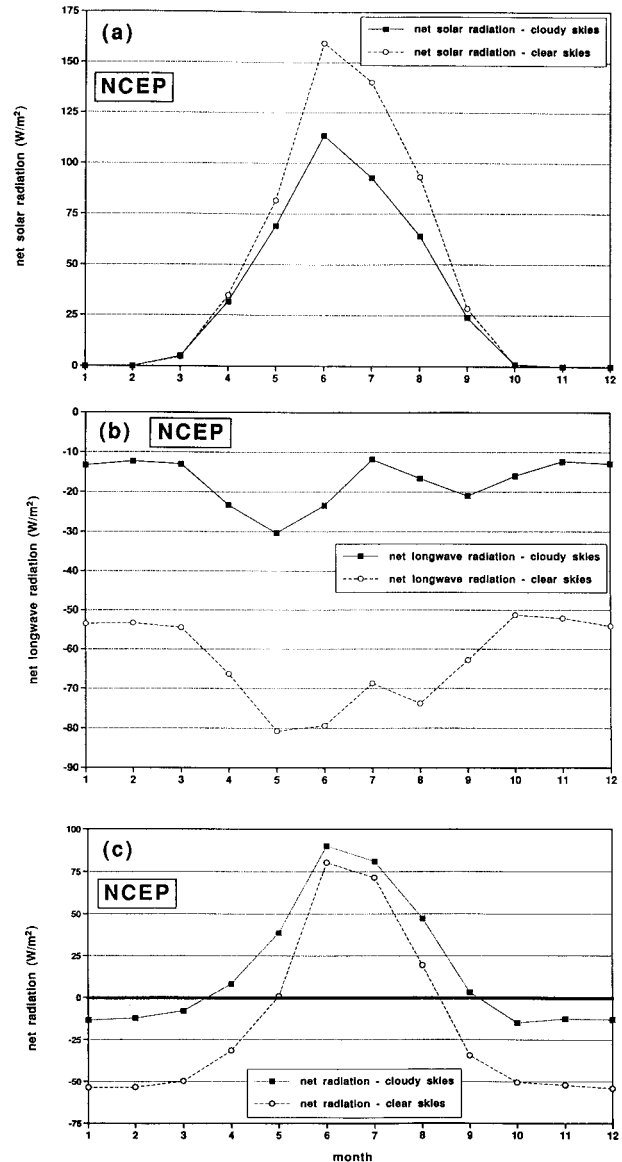 (a)
NCEP
net solar radiation - cloudy skies
net solar radiation - clear skies
net solar radiation (W/m²)
175
150
125
100
75
50
25
0
1 2 3 4 5 6 7 8 9 10 11 12
(b) NCEP
net longwave radiation - cloudy skies
net longwave radiation - clear skies
net longwave radiation (W/m²)
0
-10
-20
-30
-40
-50
-60
-70
-80
-90
1 2 3 4 5 6 7 8 9 10 11 12
(c)
NCEP
net radiation - cloudy skies
net radiation - clear skies
net radiation (W/m²)
100
75
50
25
0
-25
-50
-75
1 2 3 4 5 6 7 8 9 10 11 12
month